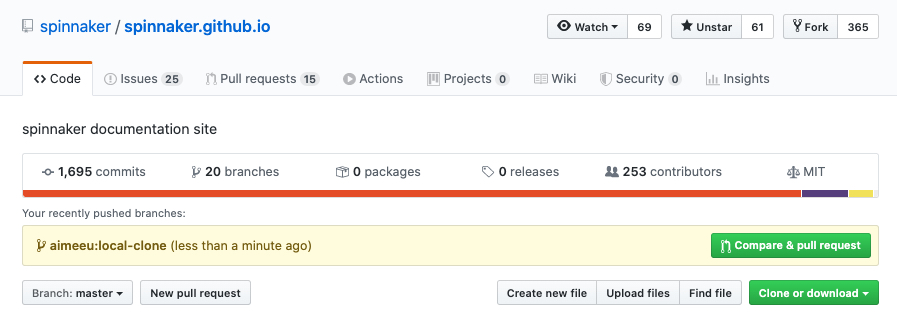 spinnaker / spinnaker.github.io Watch 69 Unstar 61 Fork 365
Code Issues 25 Pull requests 15 Actions Projects 0 Wiki Security 0 Insights
spinnaker documentation site
1,695 commits 20 branches 0 packages 0 releases 253 contributors MIT
Your recently pushed branches:
aimeeu:local-clone (less than a minute ago) Compare & pull request
Branch: master New pull request Create new file Upload files Find file Clone or download